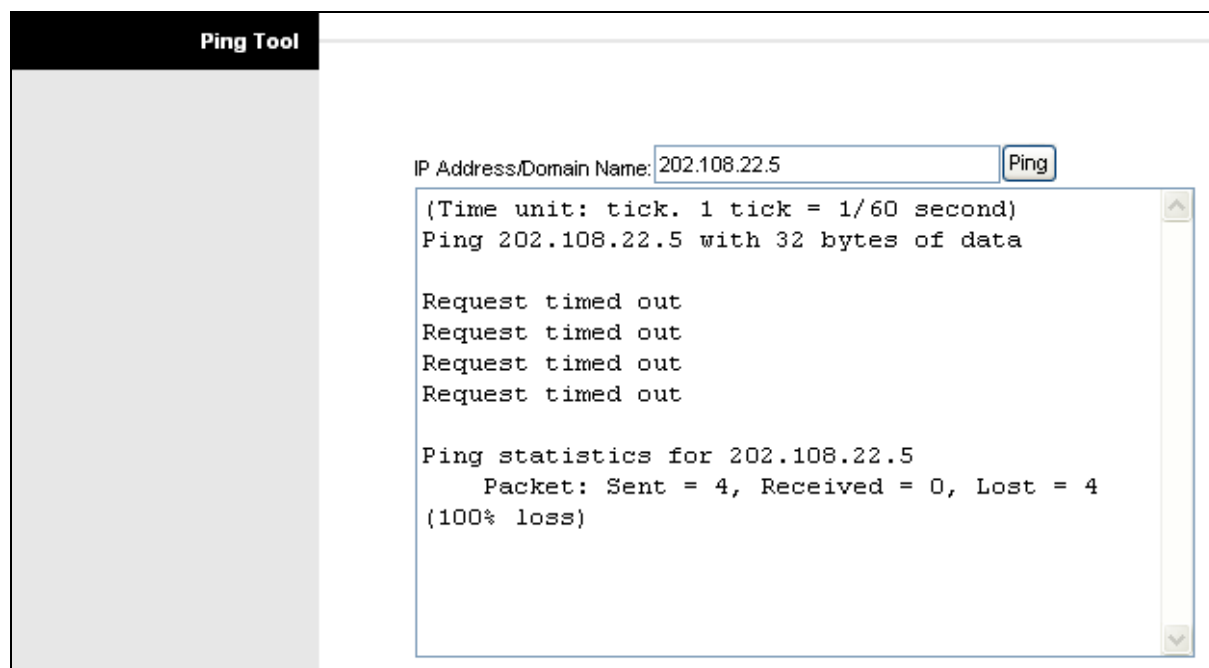 Ping Tool
IP Address/Domain Name: 202.108.22.5 Ping
(Time unit: tick. 1 tick = 1/60 second)
Ping 202.108.22.5 with 32 bytes of data
Request timed out
Request timed out
Request timed out
Request timed out
Ping statistics for 202.108.22.5
Packet: Sent = 4, Received = 0, Lost = 4
(100% loss)